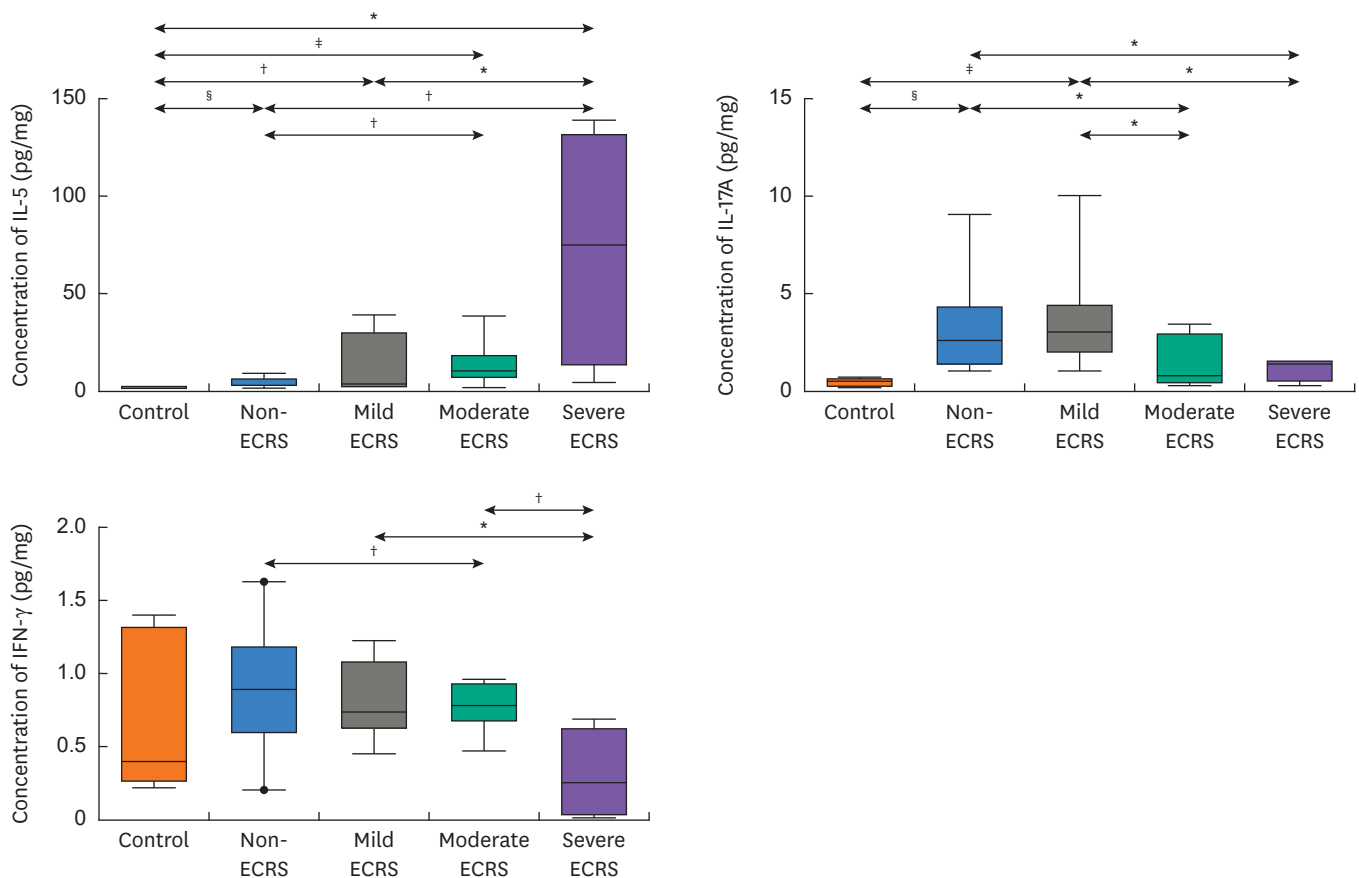 *
‡
†
*
§
†
†
Concentration of IL-5 (pg/mg)
150
100
50
0
Control
Non-
ECRS
Mild
ECRS
Moderate
ECRS
Severe
ECRS
*
‡
*
§
*
*
Concentration of IL-17A (pg/mg)
15
10
5
0
Control
Non-
ECRS
Mild
ECRS
Moderate
ECRS
Severe
ECRS
†
*
†
Concentration of IFN-γ (pg/mg)
2.0
1.5
1.0
0.5
0
Control
Non-
ECRS
Mild
ECRS
Moderate
ECRS
Severe
ECRS